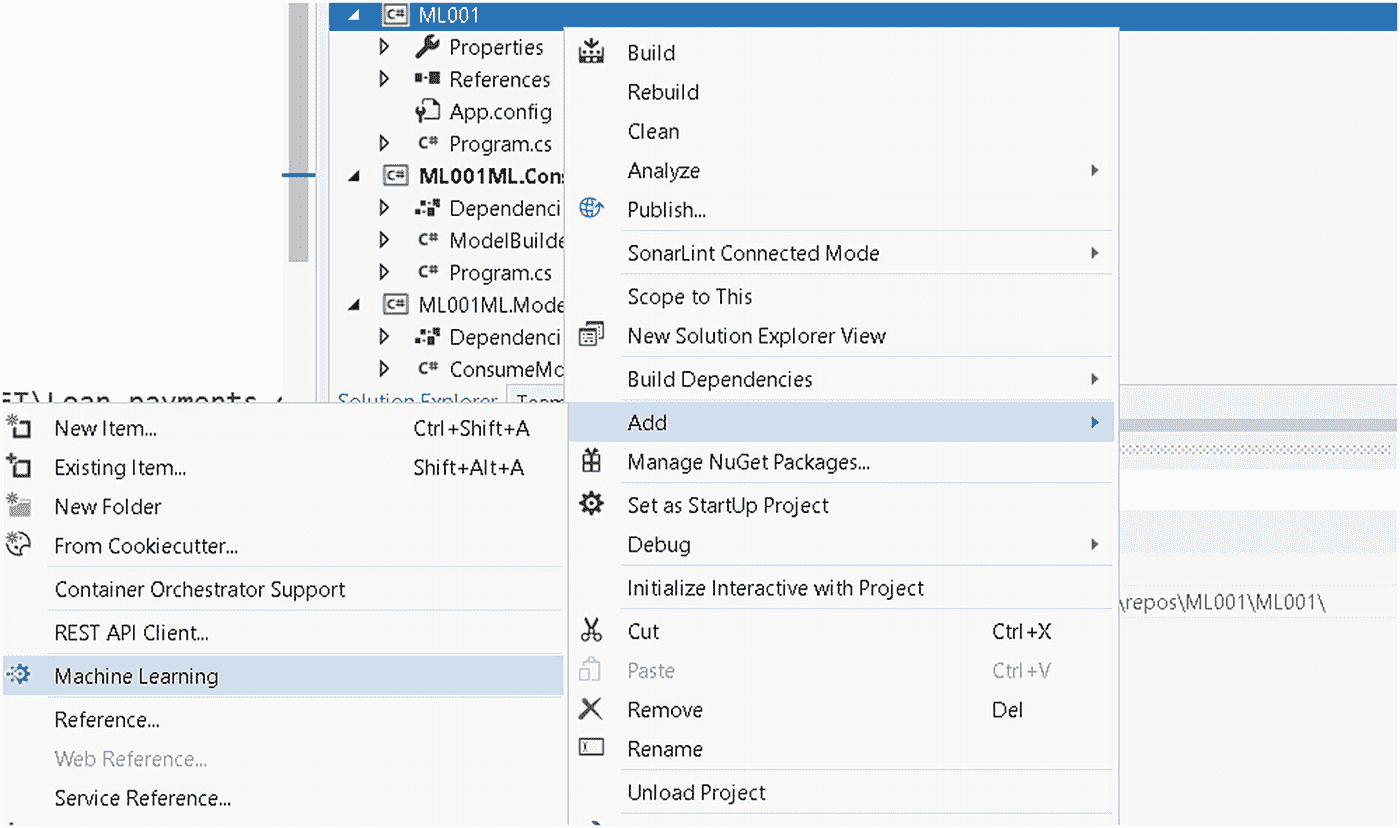 C# ML001
Properties
References
App.config
C# Program.cs
C# ML001ML.Con
Dependenci
C# ModelBuilde
C# Program.cs
C# ML001ML.Mode
Dependenci
C# ConsumeMo
Solution Explorer Team
Loan payments
Build
Rebuild
Clean
Analyze
Publish...
SonarLint Connected Mode
Scope to This
New Solution Explorer View
Build Dependencies
Add
Manage NuGet Packages...
Set as StartUp Project
Debug
Initialize Interactive with Project
Cut Ctrl+X
Paste Ctrl+V
Remove Del
Rename
Unload Project
New Item... Ctrl+Shift+A
Existing Item... Shift+Alt+A
New Folder
From Cookiecutter...
Container Orchestrator Support
REST API Client...
Machine Learning
Reference...
Web Reference...
Service Reference...
\repos\ML001\ML001\